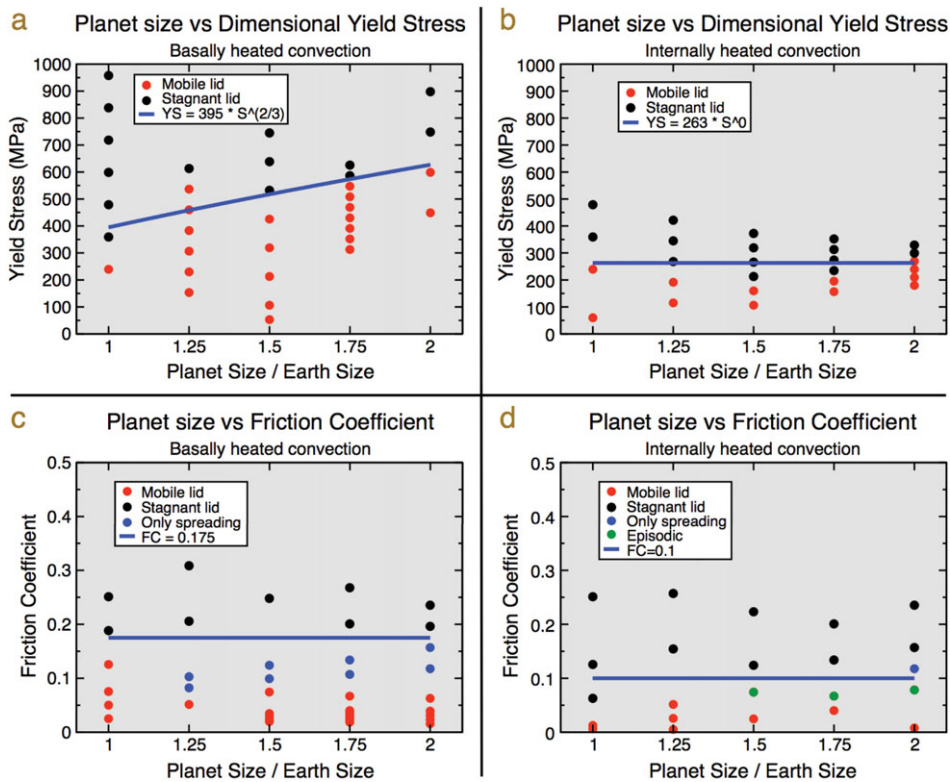 a
Planet size vs Dimensional Yield Stress
Basally heated convection
Yield Stress (MPa)
1000
900
800
700
600
500
400
300
200
100
0
Mobile lid
Stagnant lid
YS = 395 * S^(2/3)
1 1.25 1.5 1.75 2
Planet Size / Earth Size
b
Planet size vs Dimensional Yield Stress
Internally heated convection
Yield Stress (MPa)
1000
900
800
700
600
500
400
300
200
100
0
Mobile lid
Stagnant lid
YS = 263 * S^0
1 1.25 1.5 1.75 2
Planet Size / Earth Size
c
Planet size vs Friction Coefficient
Basally heated convection
Friction Coefficient
0.5
0.4
0.3
0.2
0.1
0
Mobile lid
Stagnant lid
Only spreading
FC = 0.175
1 1.25 1.5 1.75 2
Planet Size / Earth Size
d
Planet size vs Friction Coefficient
Internally heated convection
Friction Coefficient
0.5
0.4
0.3
0.2
0.1
0
Mobile lid
Stagnant lid
Only spreading
Episodic
FC=0.1
1 1.25 1.5 1.75 2
Planet Size / Earth Size